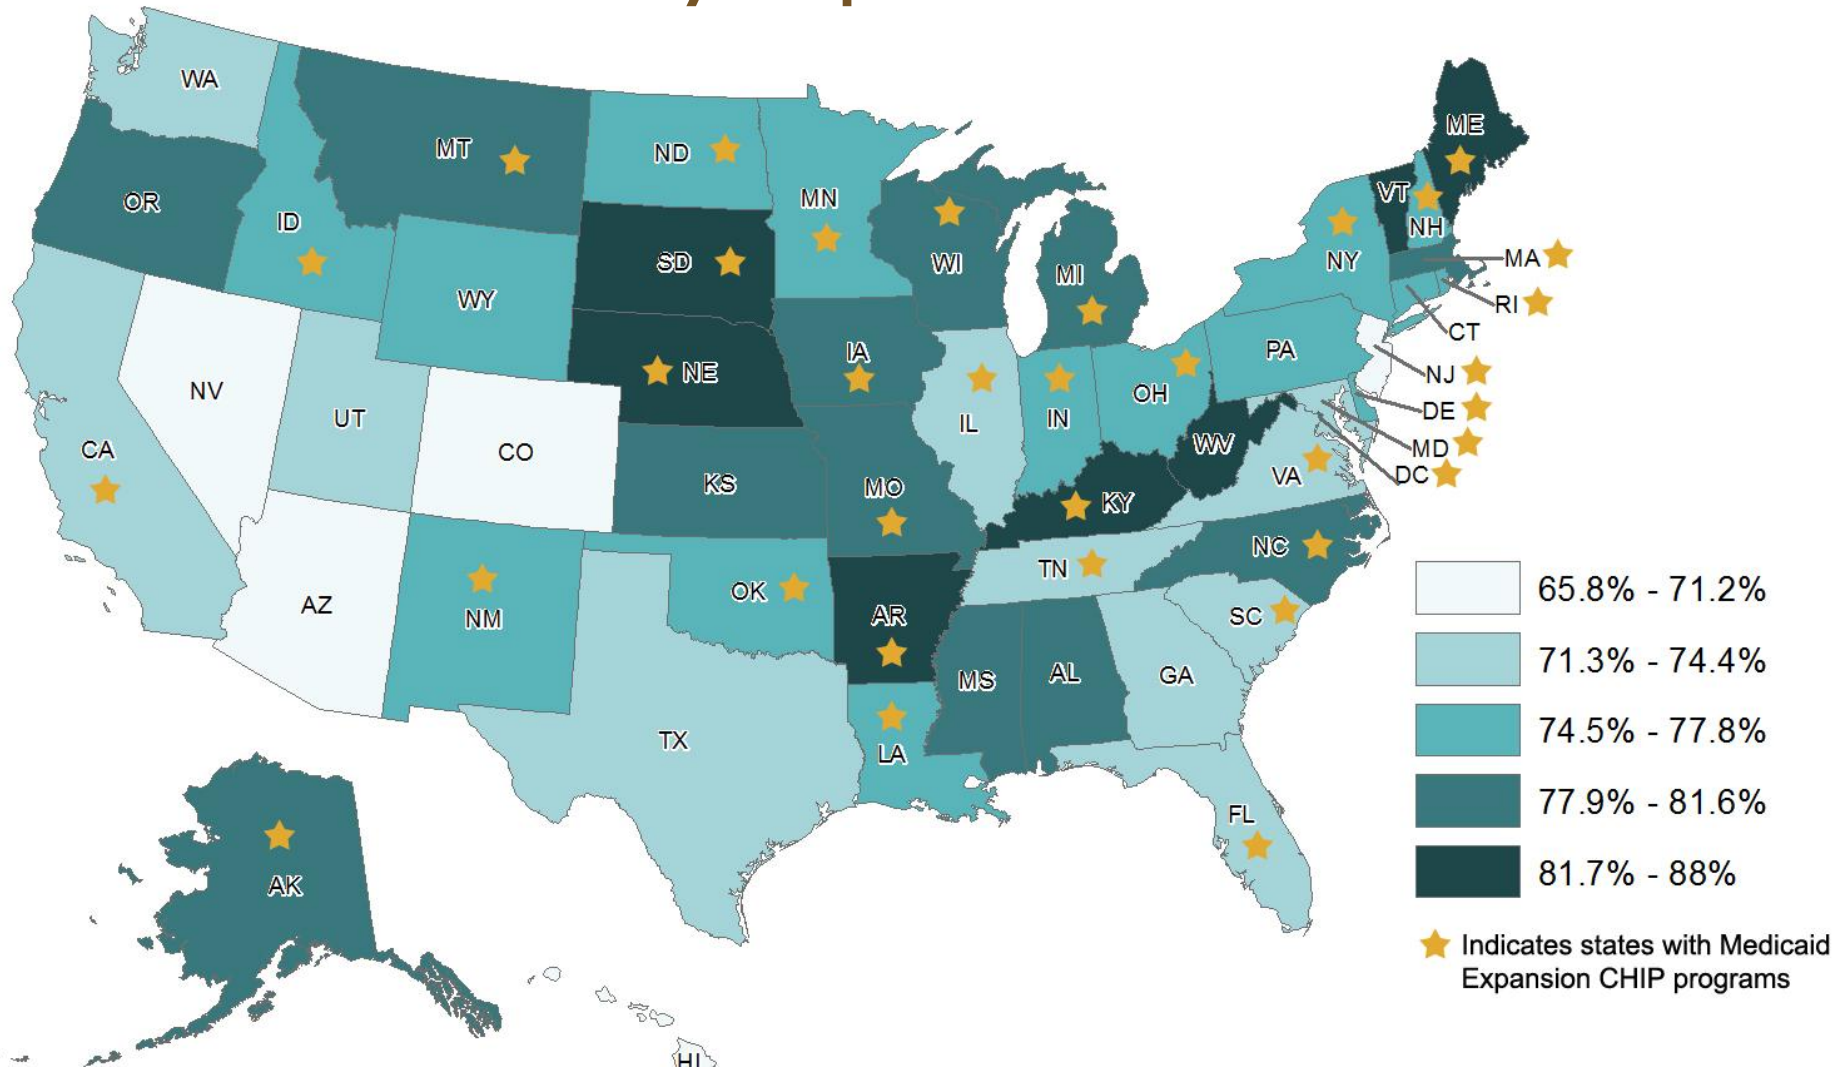 WA
MT
ND
MN
ME
OR
ID
SD
WI
MI
VT
NH
NY
MA
WY
RI
CT
NE
IA
PA
NV
UT
CO
IL
IN
OH
NJ
DE
CA
KS
MO
WV
VA
MD
DC
KY
AZ
NM
OK
TN
NC
AR
SC
MS
AL
GA
TX
LA
FL
AK
HI
65.8% - 71.2%
71.3% - 74.4%
74.5% - 77.8%
77.9% - 81.6%
81.7% - 88%
Indicates states with Medicaid
Expansion CHIP programs